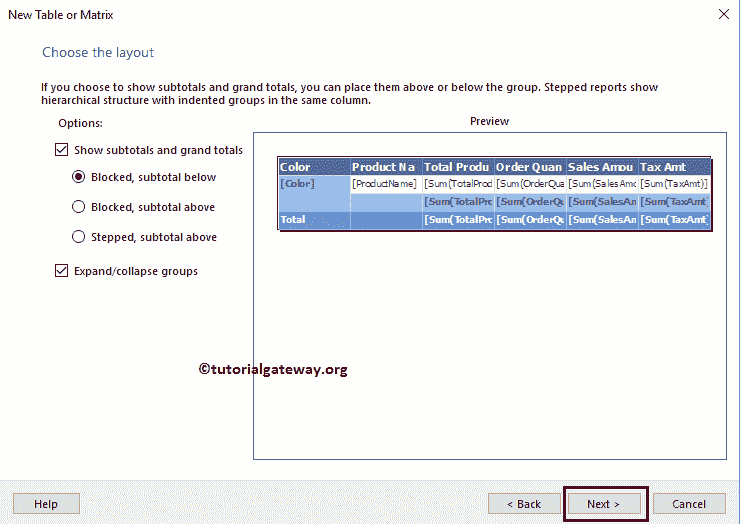 New Table or Matrix
Choose the layout
If you choose to show subtotals and grand totals, you can place them above or below the group. Stepped reports show
hierarchical structure with indented groups in the same column.
Options:
Preview
Show subtotals and grand totals
Blocked, subtotal below
Blocked, subtotal above
Stepped, subtotal above
Expand/collapse groups
Color Product Na Total Produ Order Quan Sales Amou Tax Amt
[Color] [ProductName] [Sum(TotalProd [Sum(OrderQua [Sum(SalesAmo [Sum(TaxAmt)]
[Sum(TotalPro [Sum(OrderQu [Sum(SalesAn [Sum(TaxAmt)
Total [Sum(TotalPro [Sum(OrderQu [Sum(SalesAn [Sum(TaxAmt)
©tutorialgateway.org
Help < Back Next > Cancel